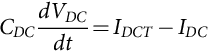 C_{DC} \frac{dV_{DC}}{dt} = I_{DCT} - I_{DC}